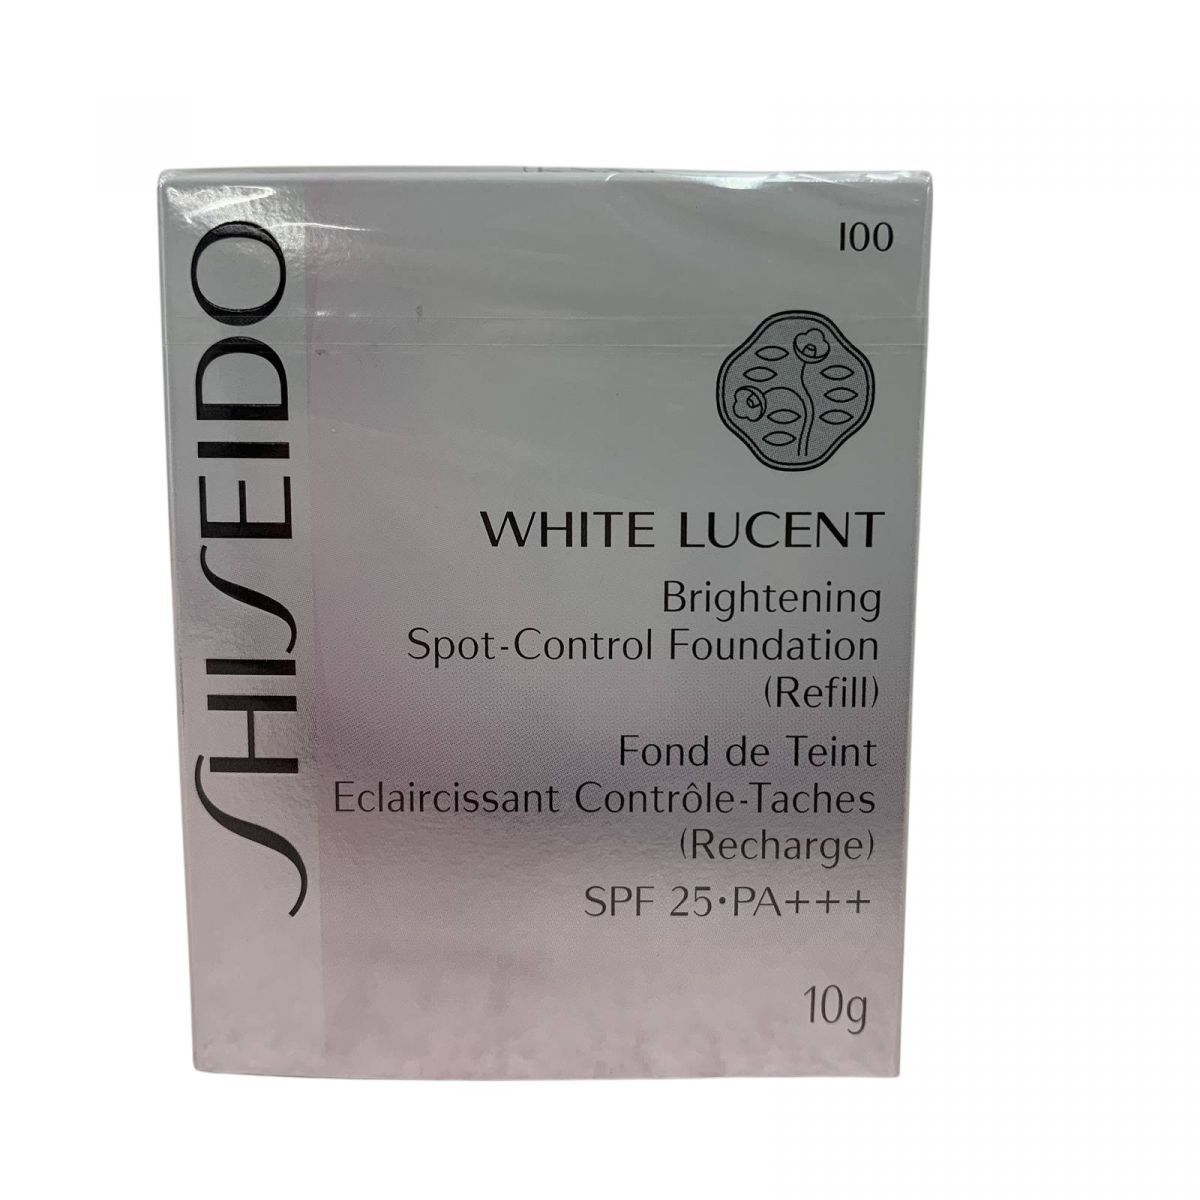 SHISEIDO
I00
WHITE LUCENT
Brightening
Spot-Control Foundation
(Refill)
Fond de Teint
Eclaircissant Contrôle-Taches
(Recharge)
SPF 25•PA+++
10g